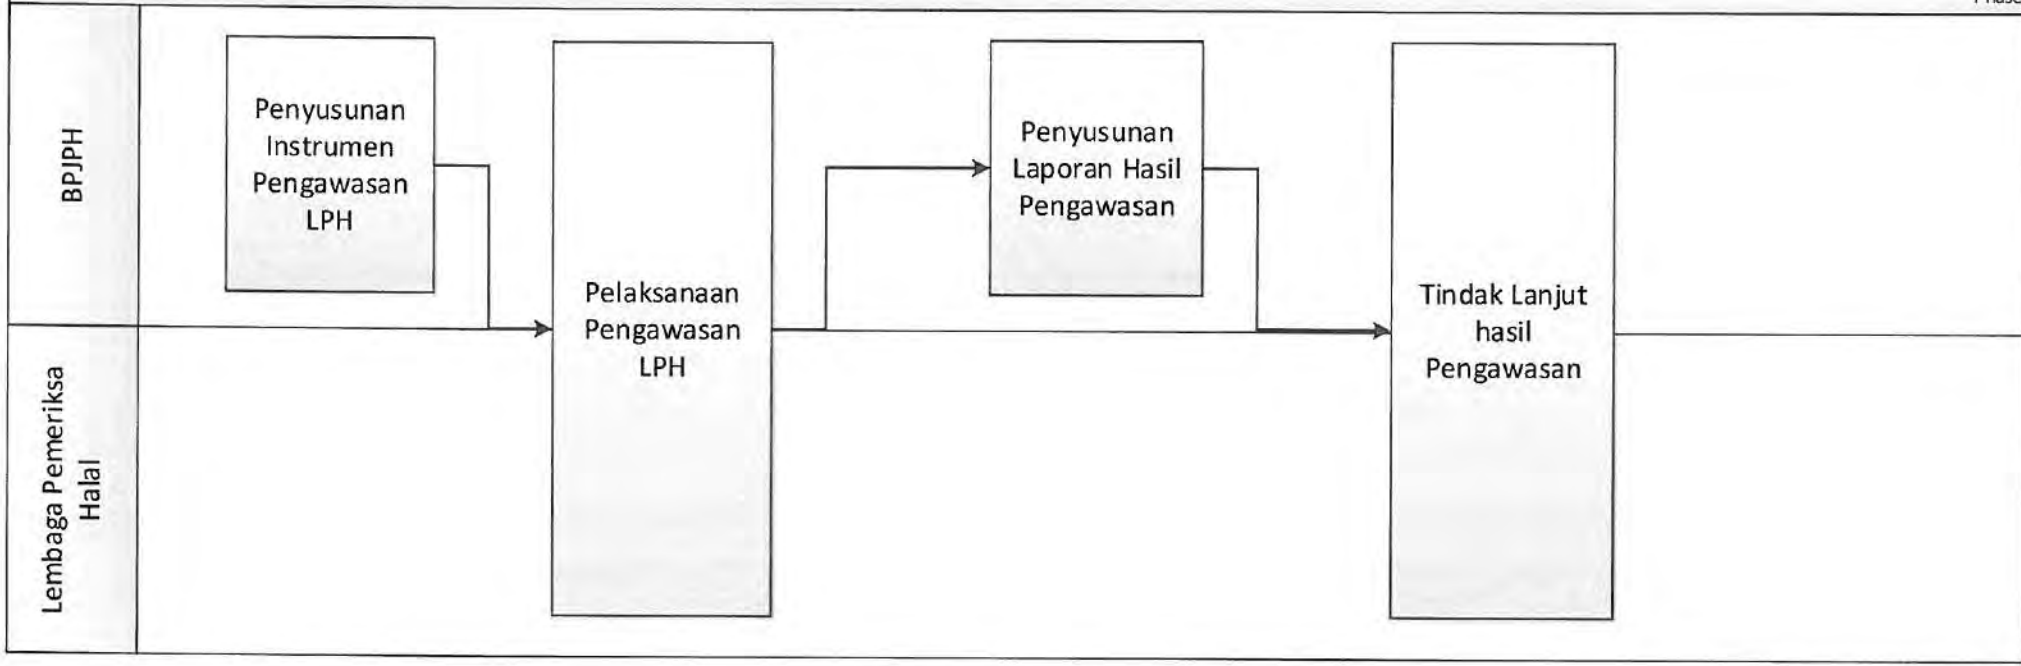 BPJPH
Penyusunan
Instrumen
Pengawasan
LPH
Pelaksanaan
Pengawasan
LPH
Penyusunan
Laporan Hasil
Pengawasan
Tindak Lanjut
hasil
Pengawasan
Lembaga Pemeriksa
Halal